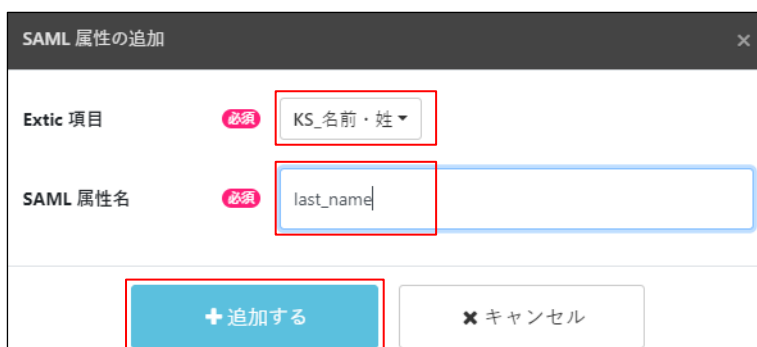 SAML 属性の追加 ×
Extic 項目 必須 KS_名前・姓
SAML 属性名 必須 last_name
+ 追加する ✖ キャンセル